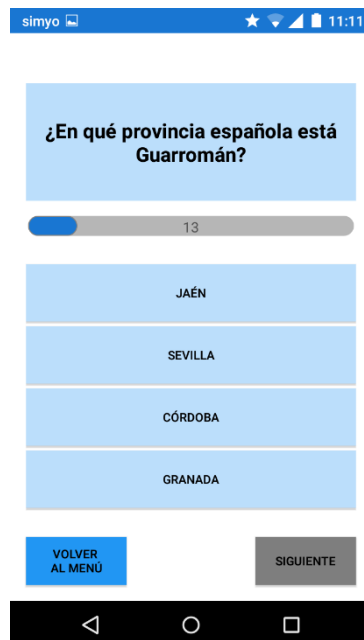 simyo 11:11
¿En qué provincia española está
Guarromán?
13
JAÉN
SEVILLA
CÓRDOBA
GRANADA
VOLVER
AL MENÚ
SIGUIENTE